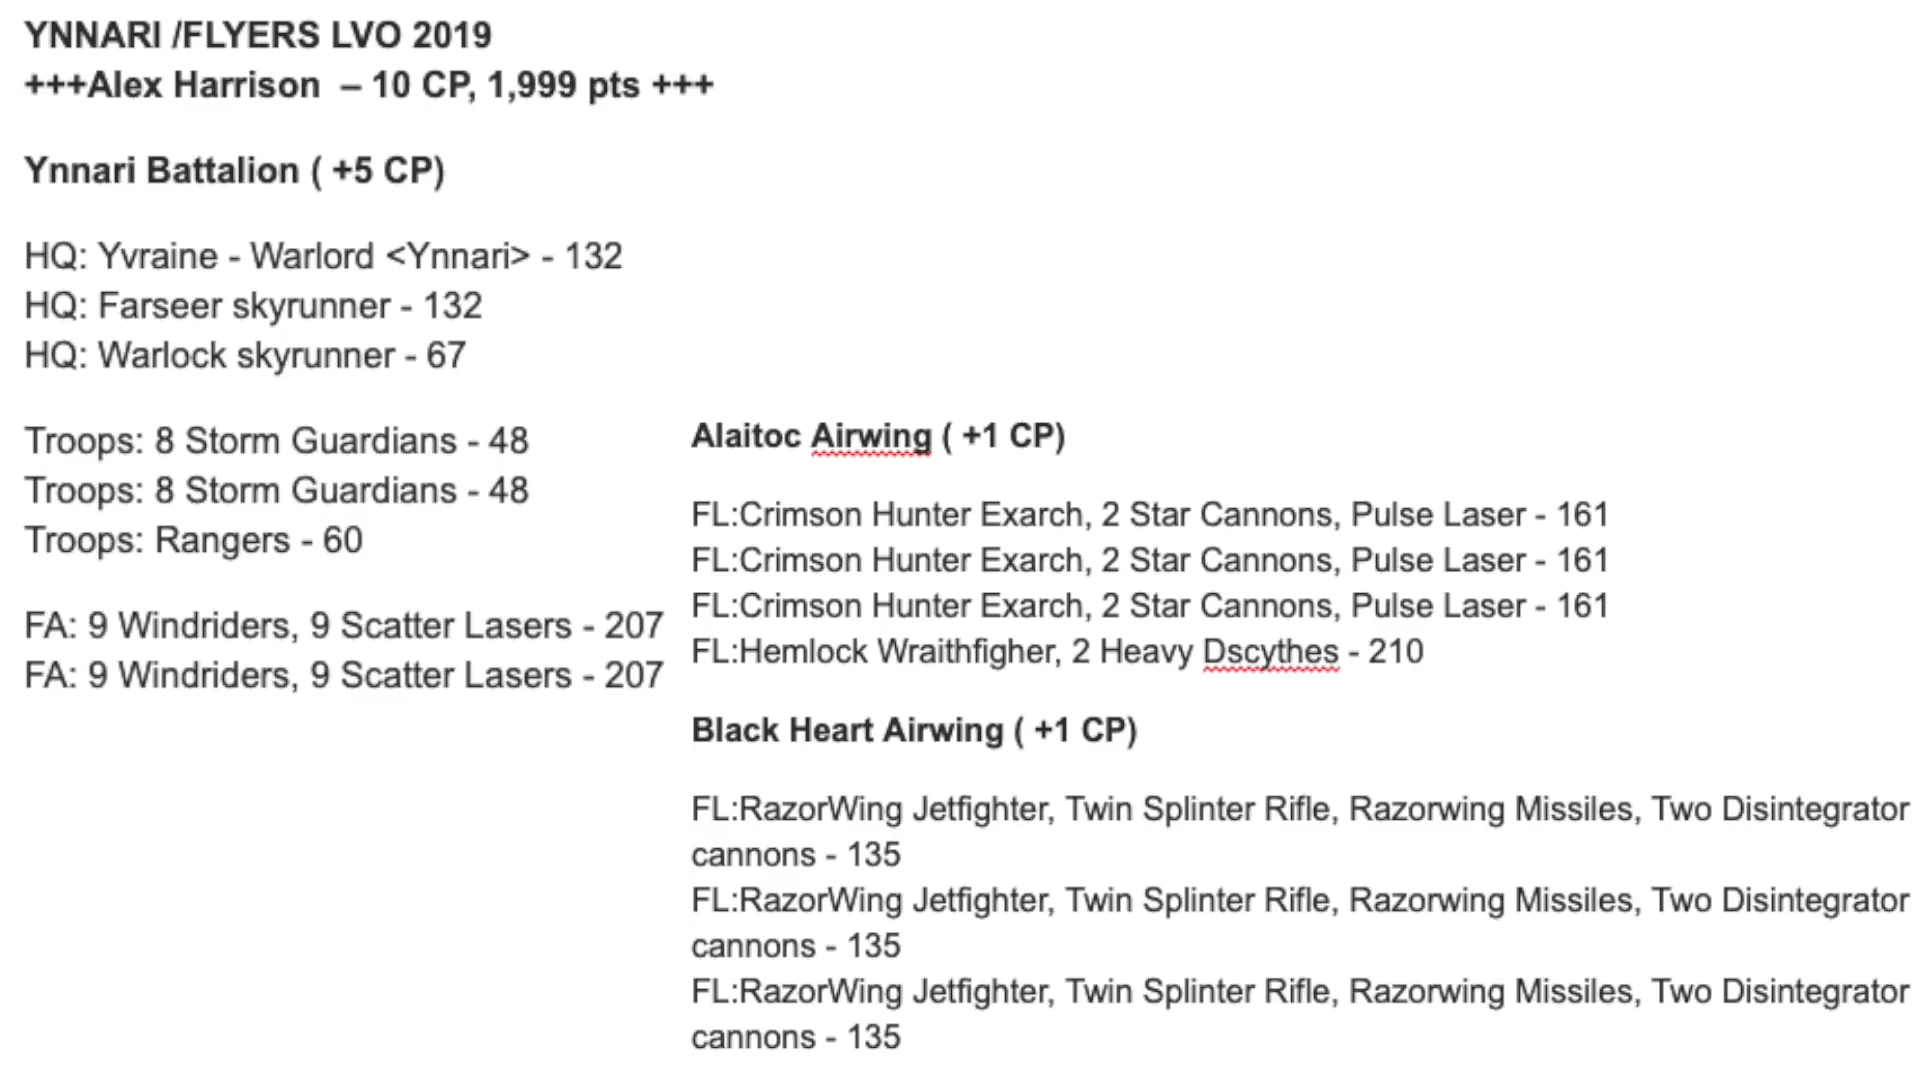 YNNARI /FLYERS LVO 2019
+++Alex Harrison – 10 CP, 1,999 pts +++
Ynnari Battalion ( +5 CP)
HQ: Yvraine - Warlord <Ynnari> - 132
HQ: Farseer skyrunner - 132
HQ: Warlock skyrunner - 67
Troops: 8 Storm Guardians - 48
Troops: 8 Storm Guardians - 48
Troops: Rangers - 60
FA: 9 Windriders, 9 Scatter Lasers - 207
FA: 9 Windriders, 9 Scatter Lasers - 207
Alaitoc Airwing ( +1 CP)
FL:Crimson Hunter Exarch, 2 Star Cannons, Pulse Laser - 161
FL:Crimson Hunter Exarch, 2 Star Cannons, Pulse Laser - 161
FL:Crimson Hunter Exarch, 2 Star Cannons, Pulse Laser - 161
FL:Hemlock Wraithfigher, 2 Heavy Dscythes - 210
Black Heart Airwing ( +1 CP)
FL:RazorWing Jetfighter, Twin Splinter Rifle, Razorwing Missiles, Two Disintegrator
cannons - 135
FL:RazorWing Jetfighter, Twin Splinter Rifle, Razorwing Missiles, Two Disintegrator
cannons - 135
FL:RazorWing Jetfighter, Twin Splinter Rifle, Razorwing Missiles, Two Disintegrator
cannons - 135